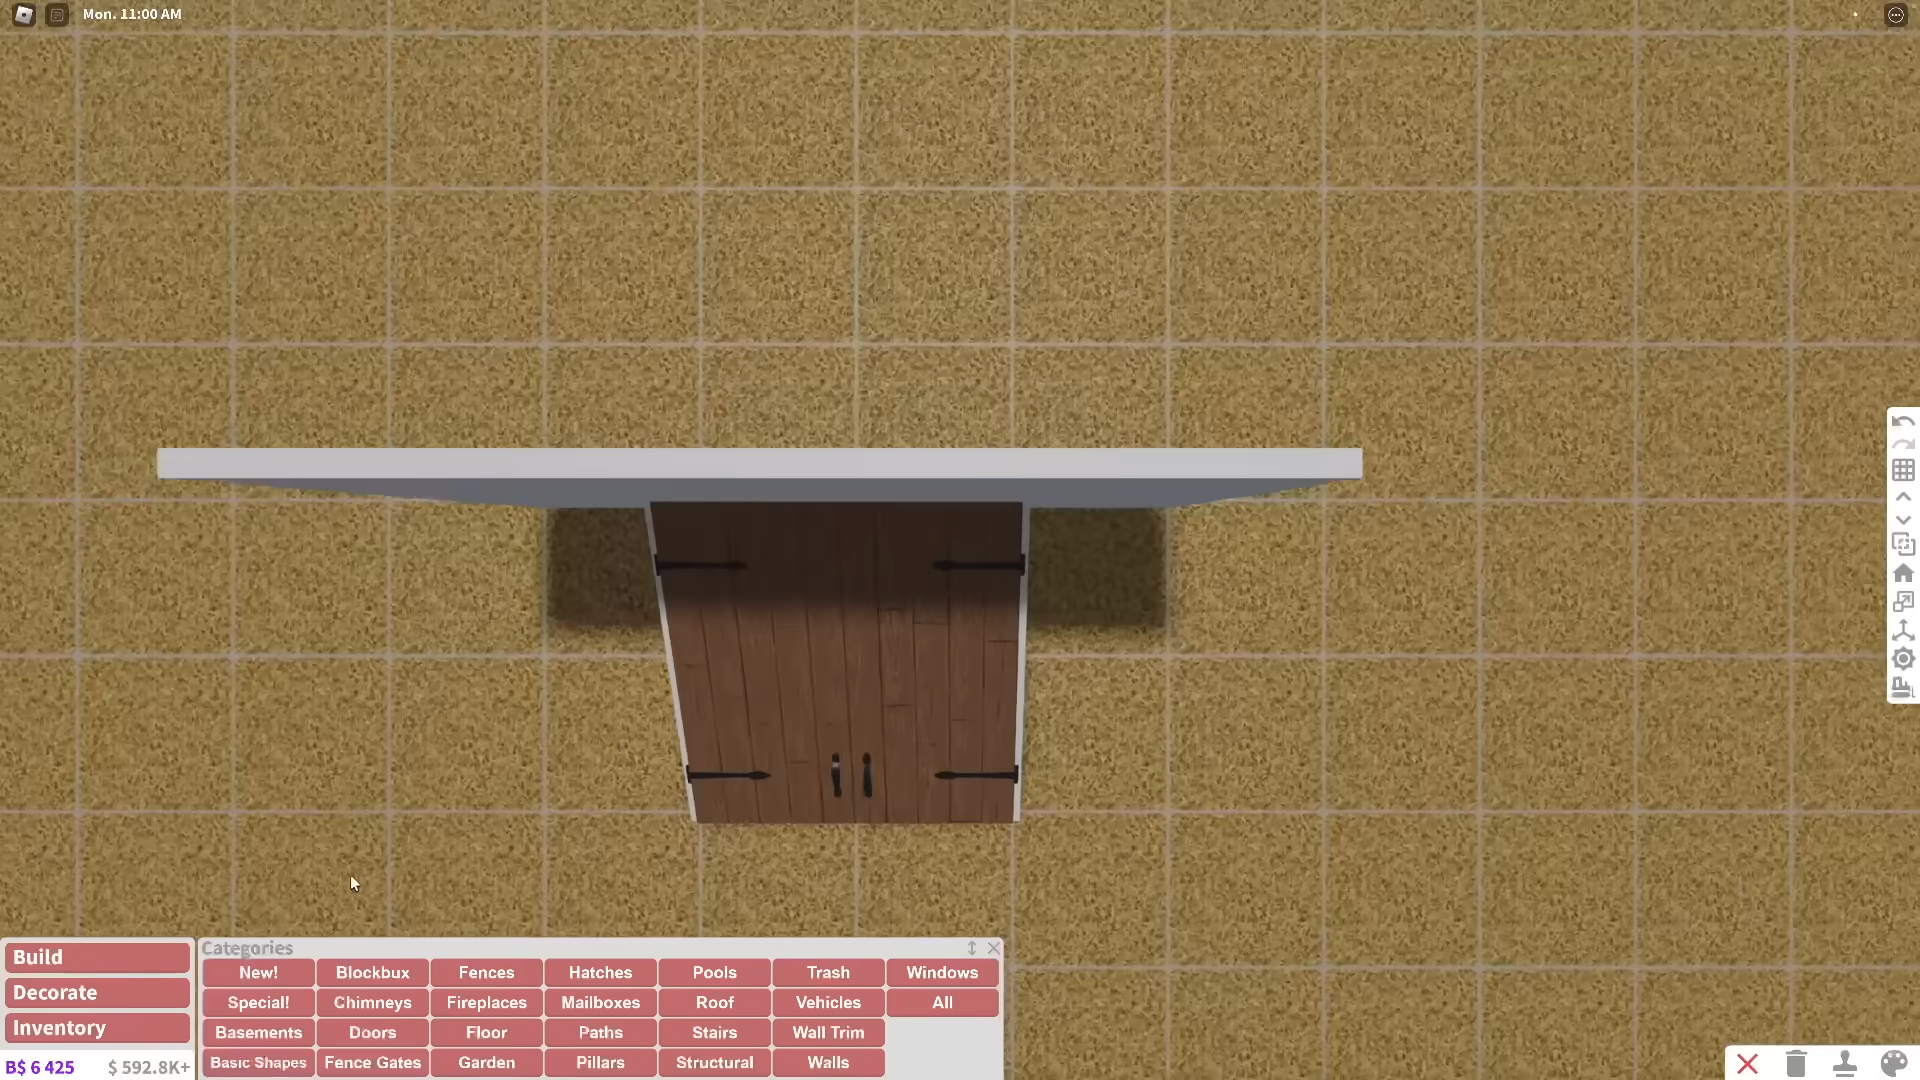 Mon. 11:00 AM
Build
Decorate
Inventory
B$ 6 425 $ 592.8K+
Categories
New! Blockbux Fences Hatches Pools Trash Windows
Special! Chimneys Fireplaces Mailboxes Roof Vehicles All
Basements Doors Floor Paths Stairs Wall Trim
Basic Shapes Fence Gates Garden Pillars Structural Walls